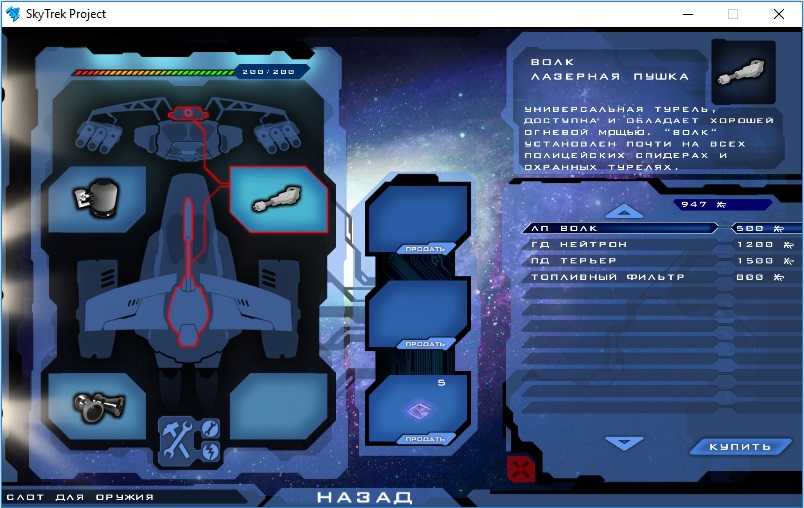 SkyTrek Project
200/200
ВОЛК
ЛАЗЕРНАЯ ПУШКА
УНИВЕРСАЛЬНАЯ ТУРЕЛЬ,
ДОСТУПНА И ОБЛАДАЕТ ХОРОШЕЙ
ОГНЕВОЙ МОЩЬЮ. "ВОЛК"
УСТАНОВЛЕН ПОЧТИ НА ВСЕХ
ПОЛИЦЕЙСКИХ СПИДЕРАХ И
ОХРАННЫХ ТУРЕЛЯХ.
947
ЛП ВОЛК 500
ГД НЕЙТРОН 1200
ПД ТЕРЬЕР 1500
ТОПЛИВНЫЙ ФИЛЬТР 800
ПРОДАТЬ
ПРОДАТЬ
5
ПРОДАТЬ
КУПИТЬ
СЛОТ ДЛЯ ОРУЖИЯ
НАЗАД